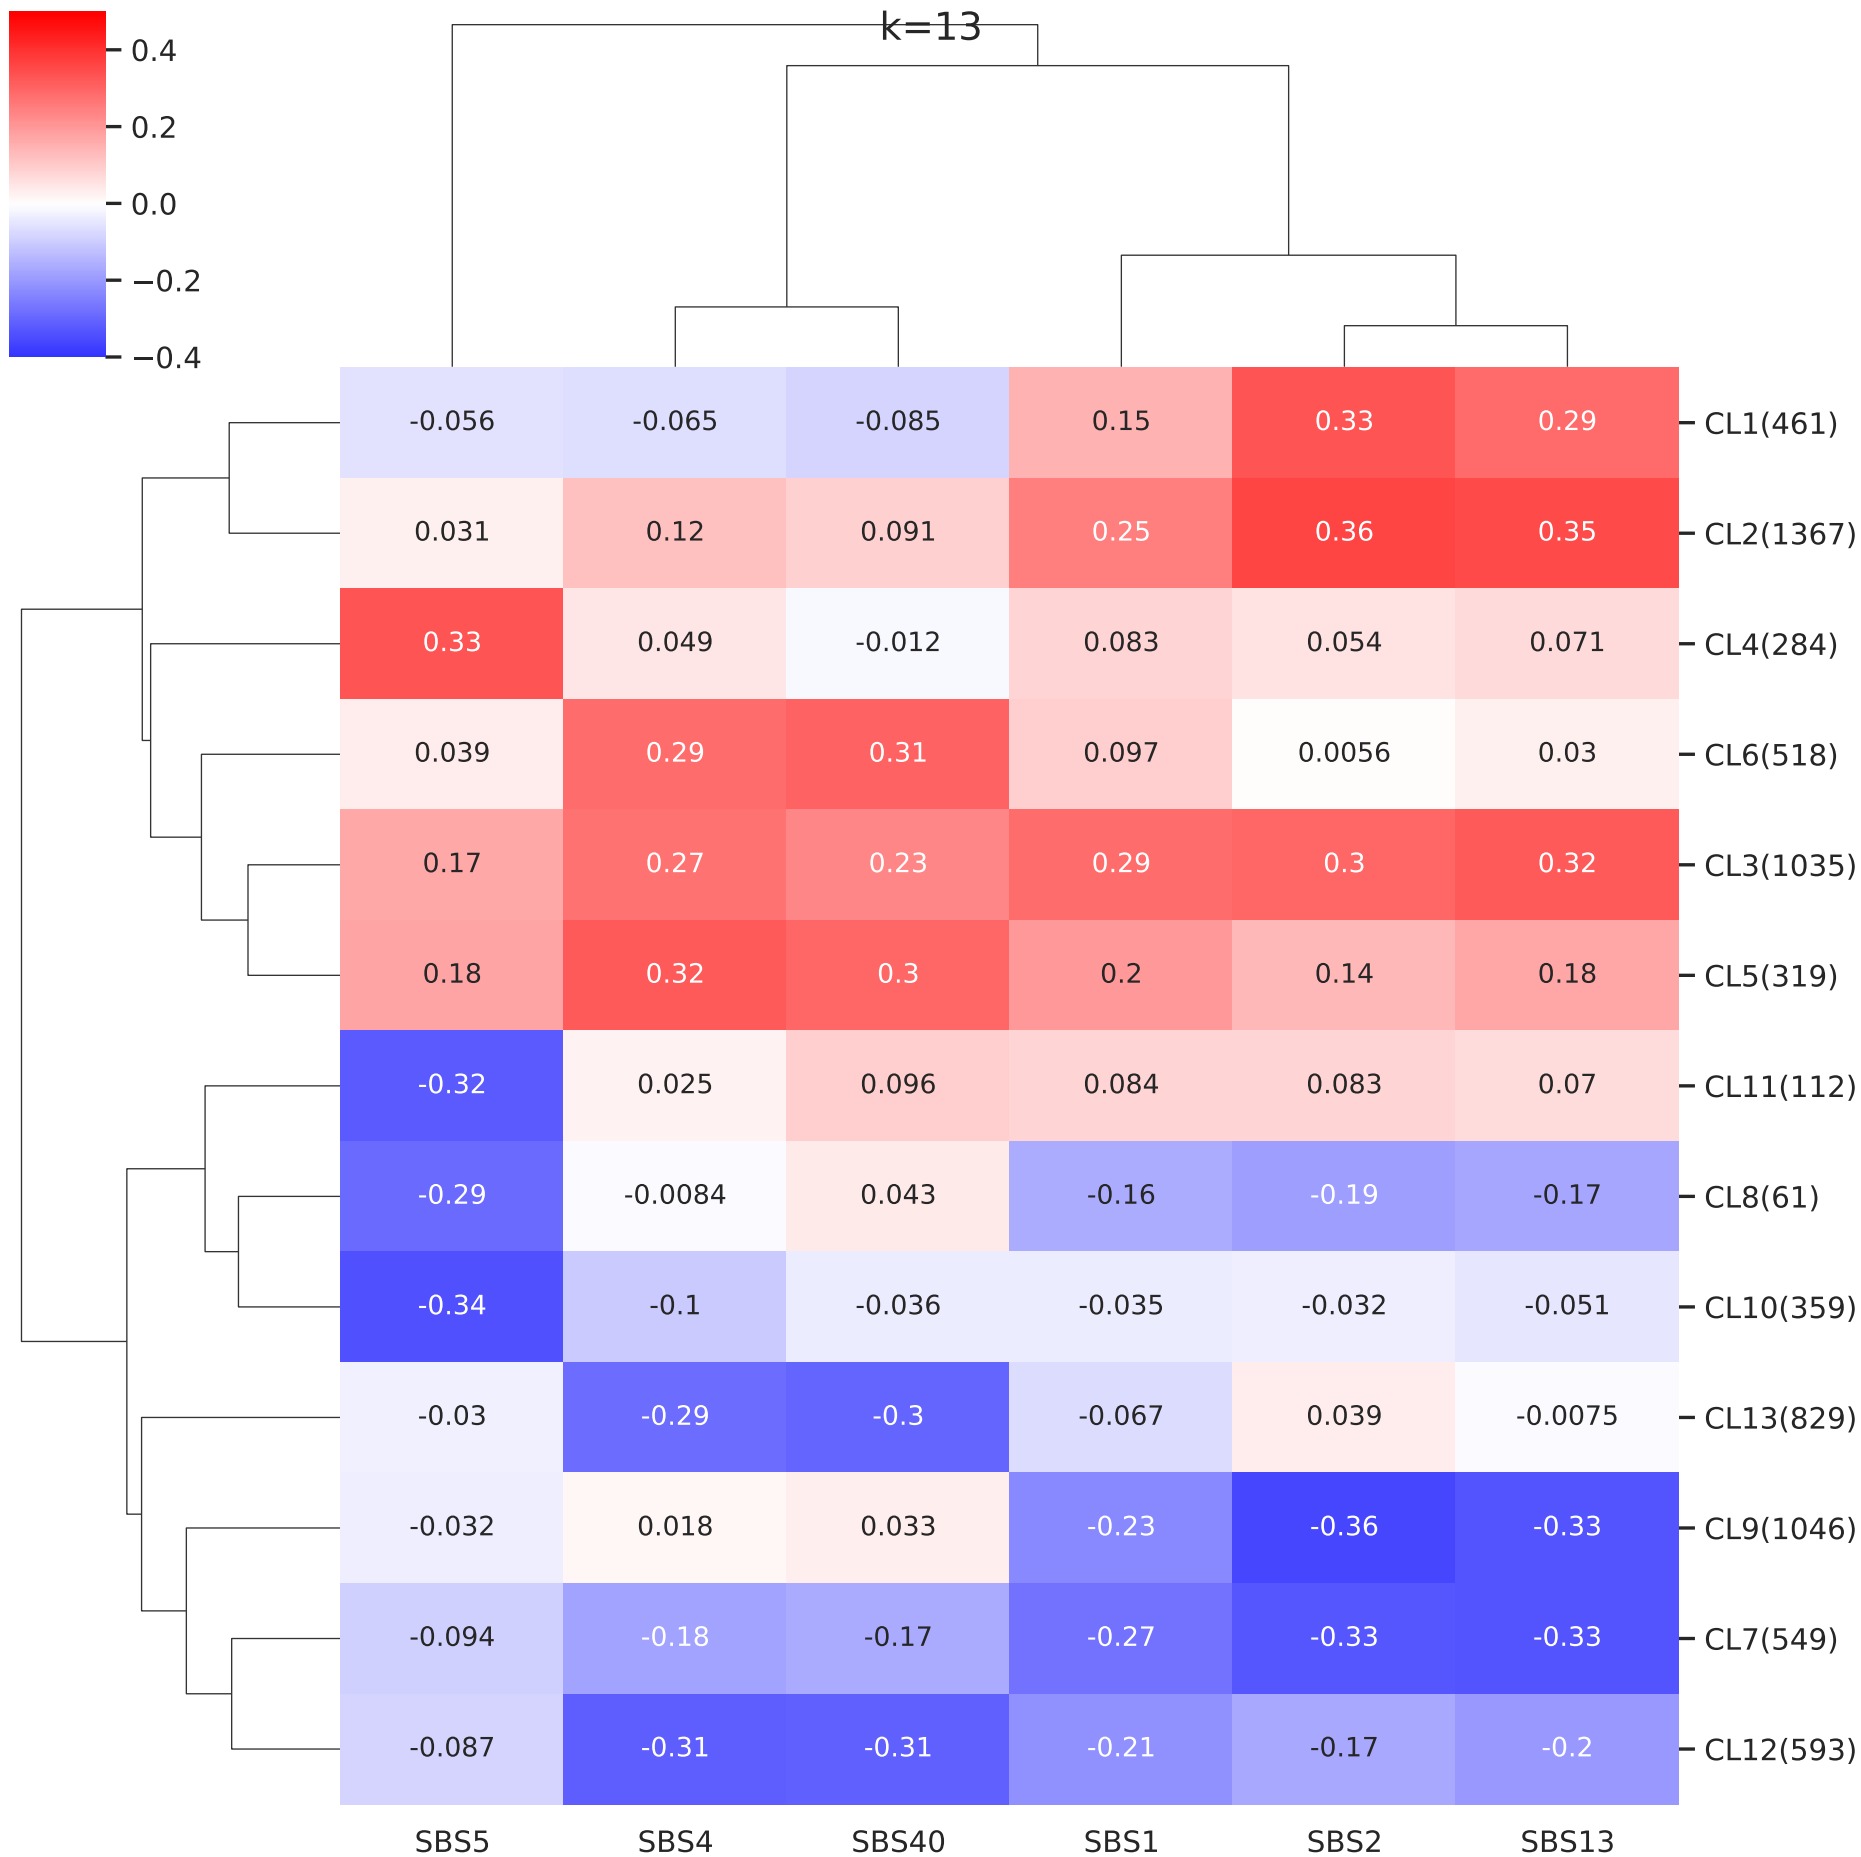 k=13
0.4
0.2
0.0
−0.2
−0.4
-0.056 -0.065 -0.085 0.15 0.33 0.29 CL1(461)
0.031 0.12 0.091 0.25 0.36 0.35 CL2(1367)
0.33 0.049 -0.012 0.083 0.054 0.071 CL4(284)
0.039 0.29 0.31 0.097 0.0056 0.03 CL6(518)
0.17 0.27 0.23 0.29 0.3 0.32 CL3(1035)
0.18 0.32 0.3 0.2 0.14 0.18 CL5(319)
-0.32 0.025 0.096 0.084 0.083 0.07 CL11(112)
-0.29 -0.0084 0.043 -0.16 -0.19 -0.17 CL8(61)
-0.34 -0.1 -0.036 -0.035 -0.032 -0.051 CL10(359)
-0.03 -0.29 -0.3 -0.067 0.039 -0.0075 CL13(829)
-0.032 0.018 0.033 -0.23 -0.36 -0.33 CL9(1046)
-0.094 -0.18 -0.17 -0.27 -0.33 -0.33 CL7(549)
-0.087 -0.31 -0.31 -0.21 -0.17 -0.2 CL12(593)
SBS5 SBS4 SBS40 SBS1 SBS2 SBS13